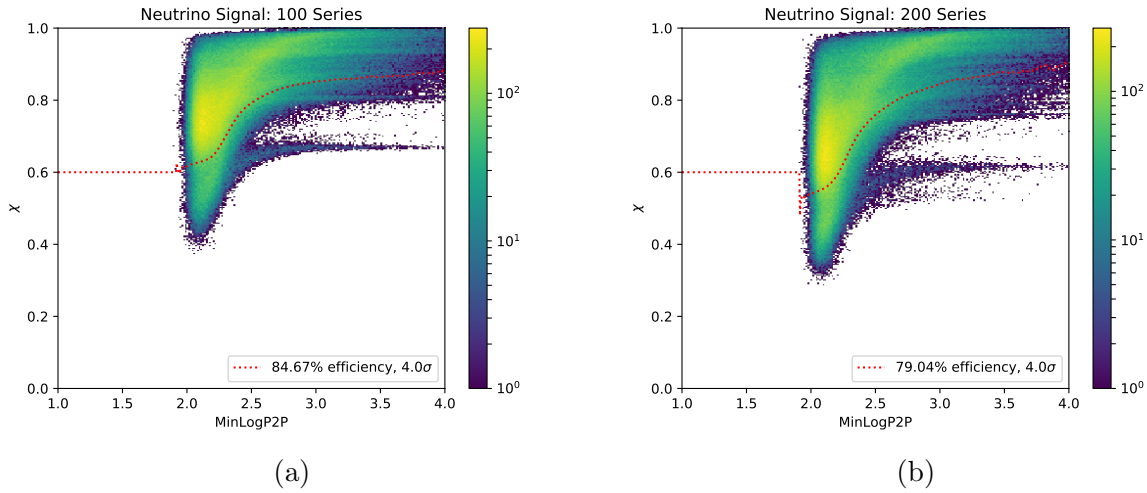 Neutrino Signal: 100 Series
1.0
0.8
0.6
0.4
0.2
0.0
χ
1.0 1.5 2.0 2.5 3.0 3.5 4.0
MinLogP2P
84.67% efficiency, 4.0σ
10²
10¹
10⁰
(a)
Neutrino Signal: 200 Series
1.0
0.8
0.6
0.4
0.2
0.0
χ
1.0 1.5 2.0 2.5 3.0 3.5 4.0
MinLogP2P
79.04% efficiency, 4.0σ
10²
10¹
10⁰
(b)